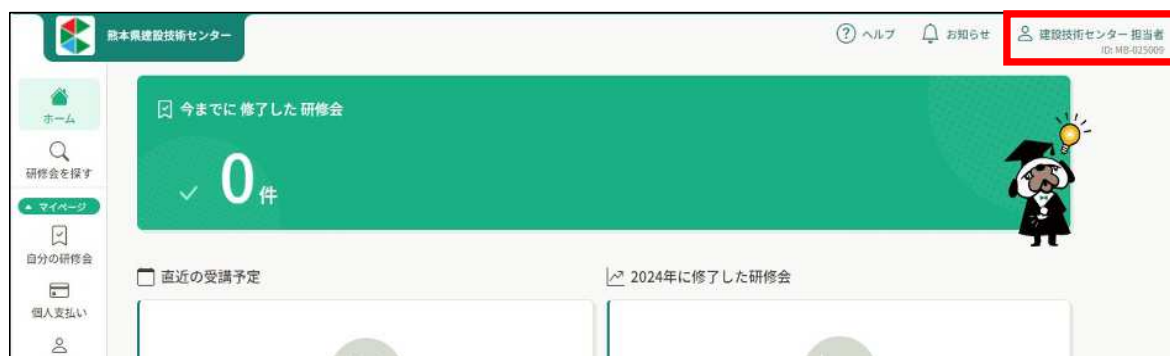 熊本県建設技術センター
ヘルプ
お知らせ
建設技術センター 担当者
ID: MB-025009
ホーム
研修会を探す
マイページ
自分の研修会
個人支払い
今までに 修了した 研修会
0件
直近の受講予定
2024年に修了した研修会